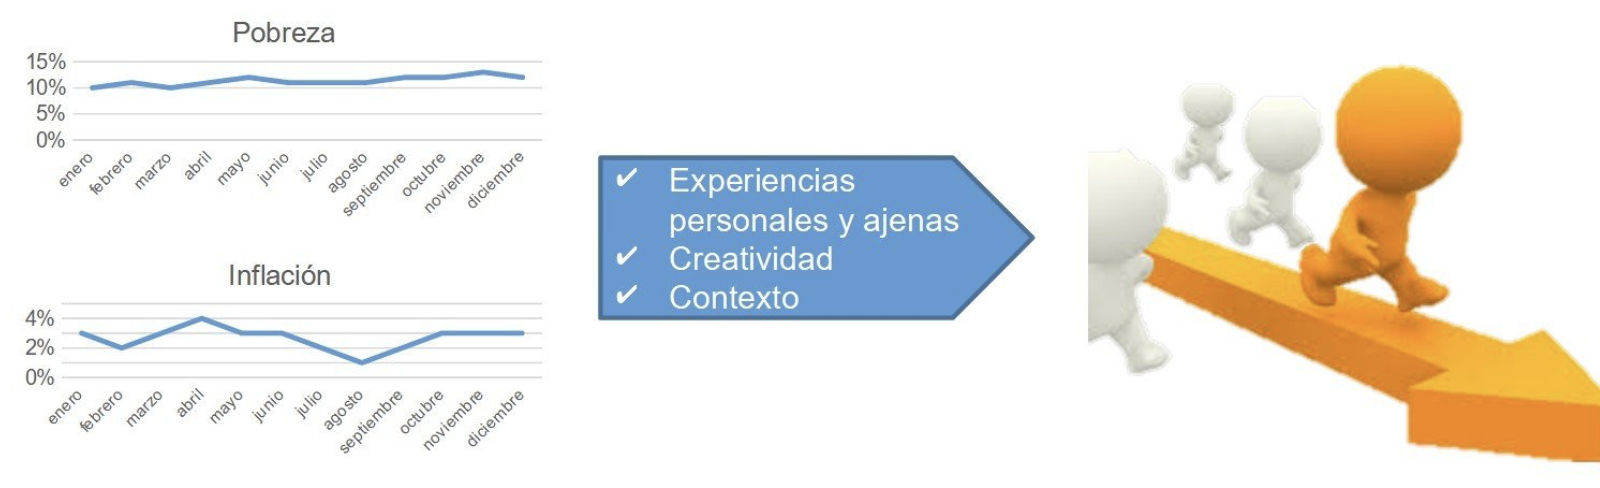 Pobreza
15%
10%
5%
0%
enero
febrero
marzo
abril
mayo
junio
julio
agosto
septiembre
octubre
noviembre
diciembre
Inflación
4%
2%
0%
enero
febrero
marzo
abril
mayo
junio
julio
agosto
septiembre
octubre
noviembre
diciembre
✔ Experiencias
personales y ajenas
✔ Creatividad
✔ Contexto